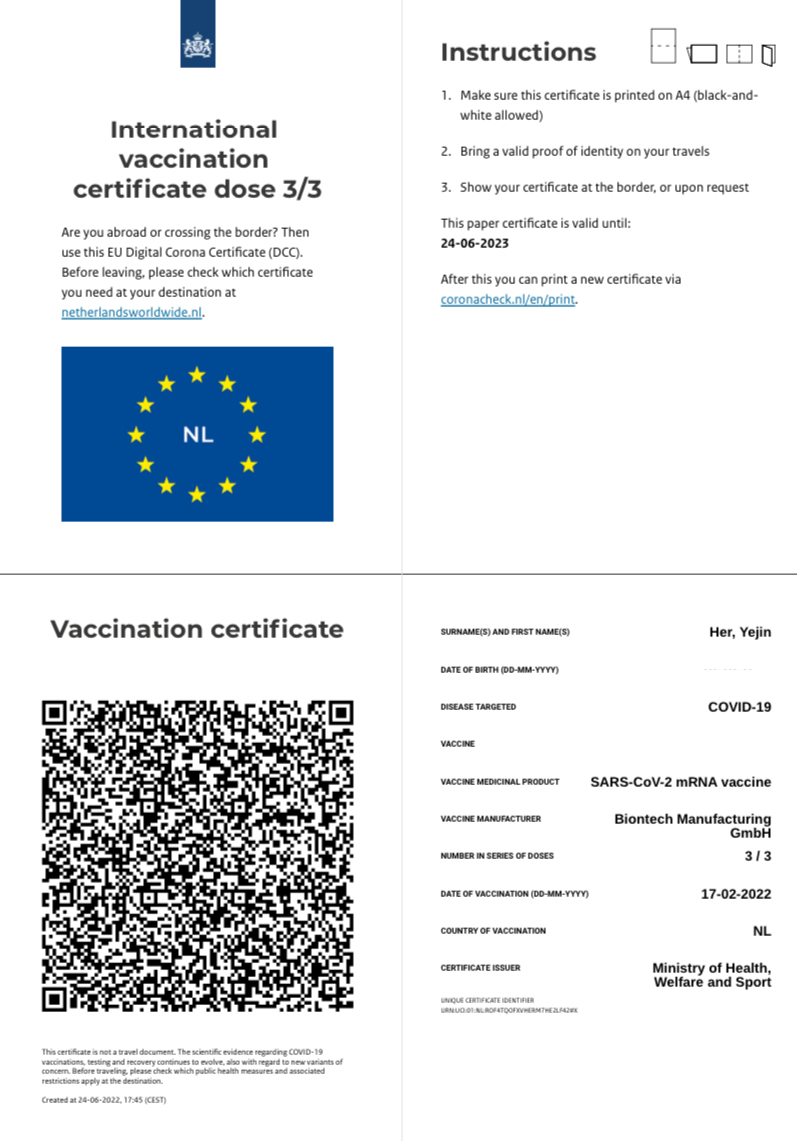 International
vaccination
certificate dose 3/3
Are you abroad or crossing the border? Then
use this EU Digital Corona Certificate (DCC).
Before leaving, please check which certificate
you need at your destination at
netherlandsworldwide.nl.
NL
Instructions
1. Make sure this certificate is printed on A4 (black-and-
white allowed)
2. Bring a valid proof of identity on your travels
3. Show your certificate at the border, or upon request
This paper certificate is valid until:
24-06-2023
After this you can print a new certificate via
coronacheck.nl/en/print.
Vaccination certificate
This certificate is not a travel document. The scientific evidence regarding COVID-19
vaccinations, testing and recovery continues to evolve, also with regard to new variants of
concern. Before traveling, please check which public health measures and associated
restrictions apply at the destination.
Created at 24-06-2022, 17:45 (CEST)
SURNAME(S) AND FIRST NAME(S) Her, Yejin
DATE OF BIRTH (DD-MM-YYYY)
DISEASE TARGETED COVID-19
VACCINE
VACCINE MEDICINAL PRODUCT SARS-CoV-2 mRNA vaccine
VACCINE MANUFACTURER Biontech Manufacturing
GmbH
NUMBER IN SERIES OF DOSES 3 / 3
DATE OF VACCINATION (DD-MM-YYYY) 17-02-2022
COUNTRY OF VACCINATION NL
CERTIFICATE ISSUER Ministry of Health,
Welfare and Sport
UNIQUE CERTIFICATE IDENTIFIER